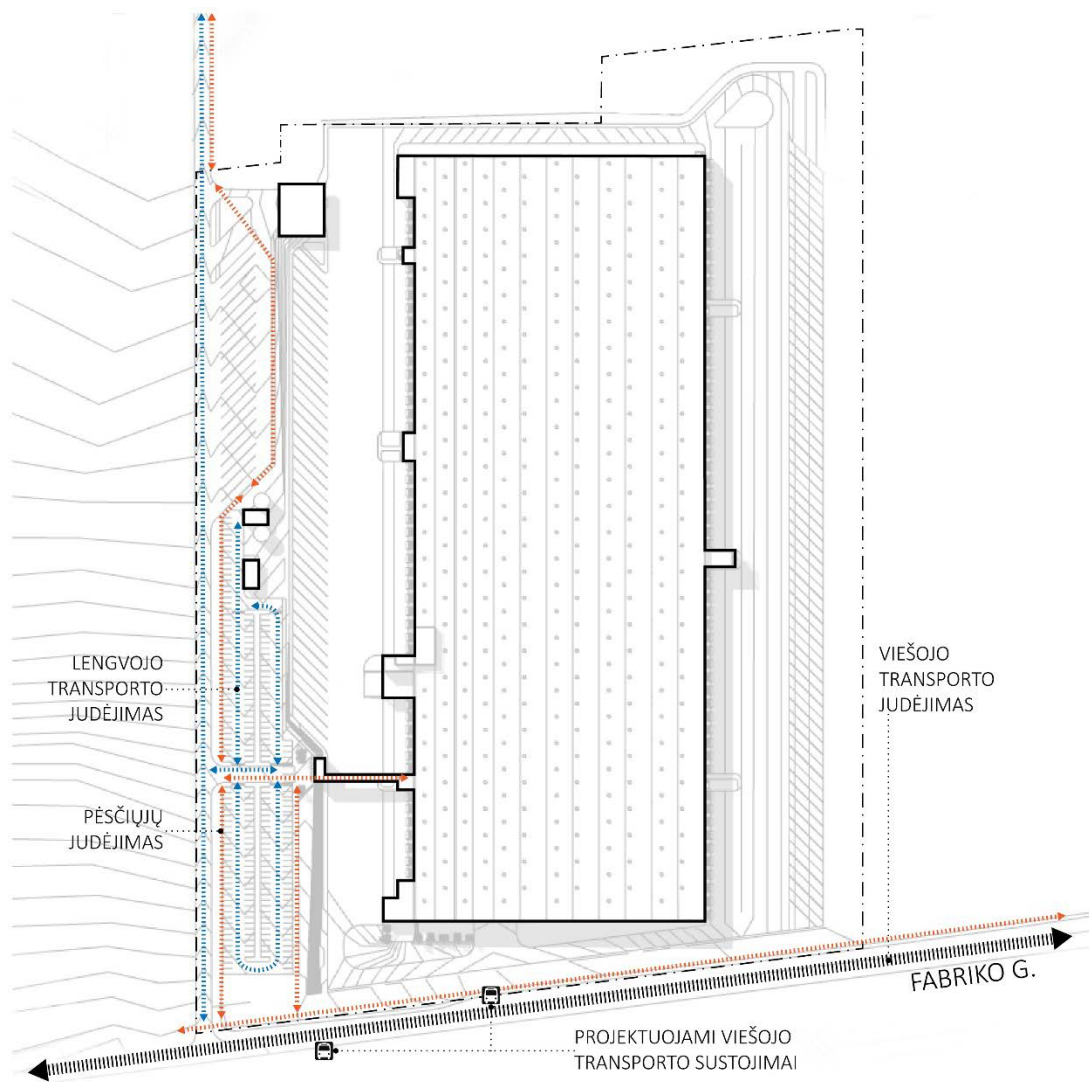 LENGVOJO
TRANSPORTO
JUDĖJIMAS
VIEŠOJO
TRANSPORTO
JUDĖJIMAS
PĖSČIŲJŲ
JUDĖJIMAS
FABRIKO G.
PROJEKTUOJAMI VIEŠOJO
TRANSPORTO SUSTOJIMAI